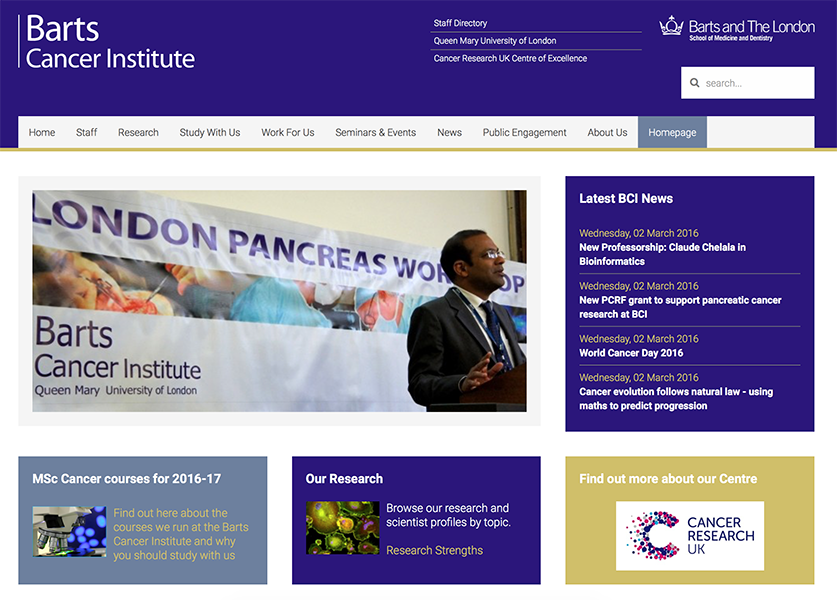 Barts
Cancer Institute
Staff Directory
Queen Mary University of London
Cancer Research UK Centre of Excellence
Barts and The London
School of Medicine and Dentistry
search...
Home
Staff
Research
Study With Us
Work For Us
Seminars & Events
News
Public Engagement
About Us
Homepage
LONDON PANCREAS WO
OP
Barts
Cancer Institute
Queen Mary University of London
Latest BCI News
Wednesday, 02 March 2016
New Professorship: Claude Chelala in
Bioinformatics
Wednesday, 02 March 2016
New PCRF grant to support pancreatic cancer
research at BCI
Wednesday, 02 March 2016
World Cancer Day 2016
Wednesday, 02 March 2016
Cancer evolution follows natural law - using
maths to predict progression
MSc Cancer courses for 2016-17
Find out here about the
courses we run at the Barts
Cancer Institute and why
you should study with us
Our Research
Browse our research and
scientist profiles by topic.
Research Strengths
Find out more about our Centre
CANCER
RESEARCH
UK